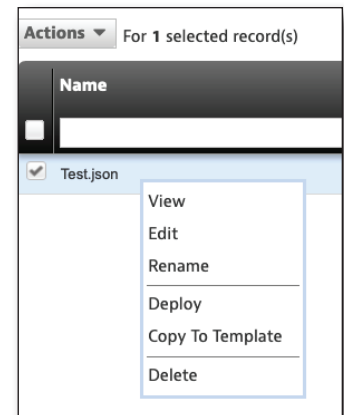 Actions For 1 selected record(s)
Name
Test.json
View
Edit
Rename
Deploy
Copy To Template
Delete